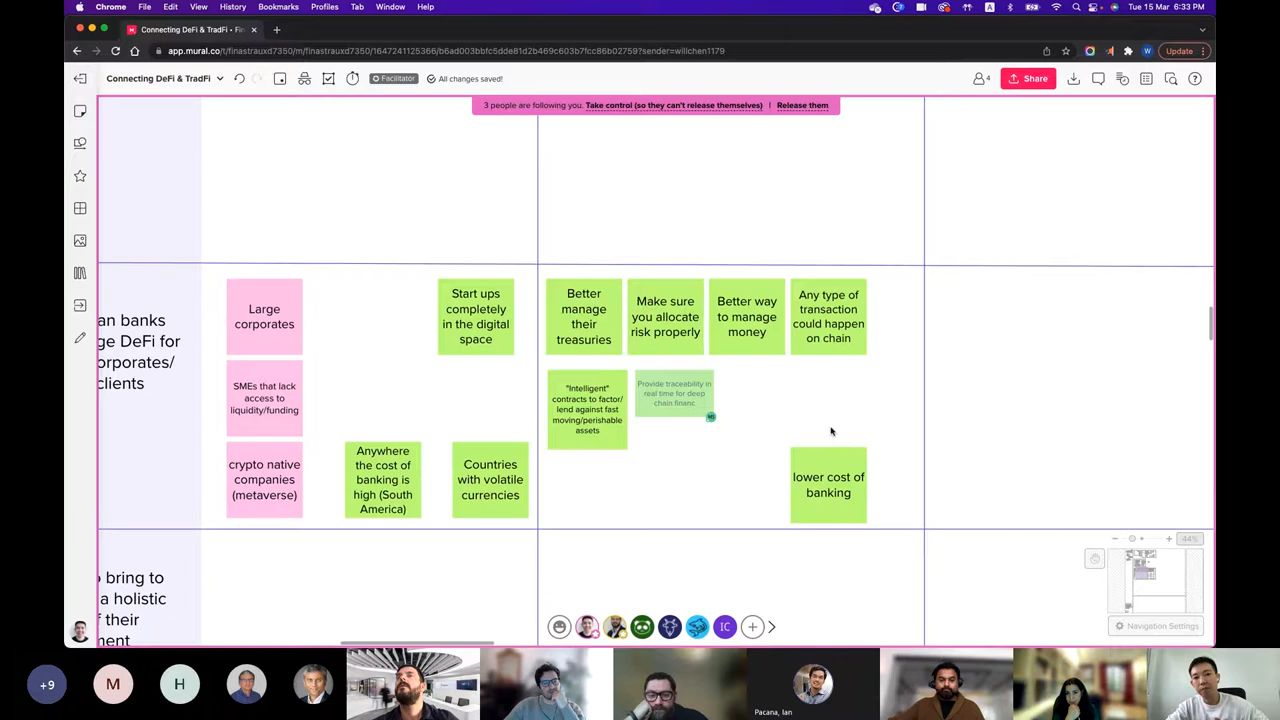 Chrome File Edit View History Bookmarks Profiles Tab Window Help
Tue 15 Mar 6:33 PM
Connecting DeFi & TradFi • Fin
app.mural.co/t/finastrauxd7350/m/finastrauxd7350/1647241125366/b6ad003bbfc5dde81d2b469c603b7fcc86b02759?sender=willchen1179
W
Update
Connecting DeFi & TradFi
Facilitator
All changes saved!
4
Share
3 people are following you. Take control (so they can't release themselves) | Release them
an banks
ge DeFi for
orporates/
clients
Large
corporates
Start ups
completely
in the digital
space
Better
manage
their
treasuries
Make sure
you allocate
risk properly
Better way
to manage
money
Any type of
transaction
could happen
on chain
SMEs that lack
access to
liquidity/funding
"Intelligent"
contracts to factor/
lend against fast
moving/perishable
assets
Provide traceability in
real time for deep
chain financ
crypto native
companies
(metaverse)
Anywhere
the cost of
banking is
high (South
America)
Countries
with volatile
currencies
lower cost of
banking
44%
bring to
a holistic
f their
ment
IC
Navigation Settings
+9
M
H
Pacana, Ian